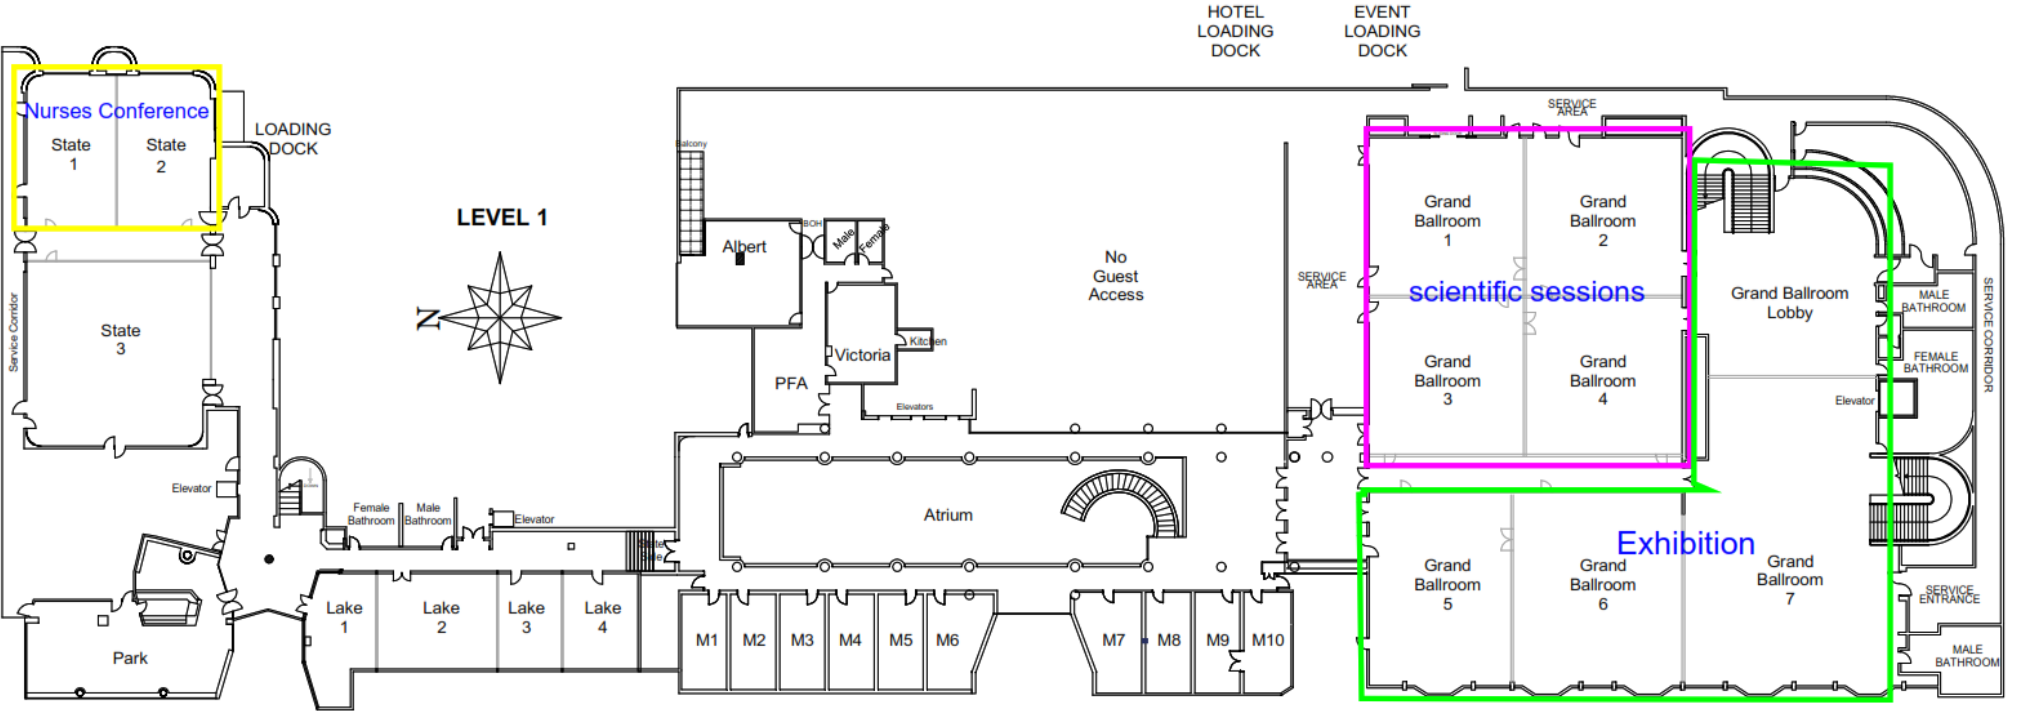 HOTEL
LOADING
DOCK
EVENT
LOADING
DOCK
Nurses Conference
State
1
State
2
LOADING
DOCK
State
3
Service Corridor
LEVEL 1
N
Balcony
Albert
BOH
Male
Female
Victoria
Kitchen
PFA
Elevators
No
Guest
Access
SERVICE
AREA
SERVICE
AREA
Grand
Ballroom
1
Grand
Ballroom
2
scientific sessions
Grand
Ballroom
3
Grand
Ballroom
4
Grand Ballroom
Lobby
MALE
BATHROOM
FEMALE
BATHROOM
SERVICE CORRIDOR
Elevator
Elevator
Female
Bathroom
Male
Bathroom
Elevator
Atrium
Exhibition
Grand
Ballroom
5
Grand
Ballroom
6
Grand
Ballroom
7
SERVICE
ENTRANCE
MALE
BATHROOM
Park
Lake
1
Lake
2
Lake
3
Lake
4
M1
M2
M3
M4
M5
M6
M7
M8
M9
M10